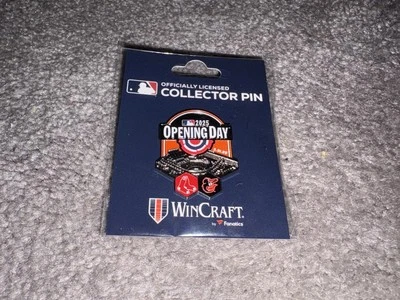 OFFICIALLY LICENSED
COLLECTOR PIN
2025
OPENING DAY
WINCRAFT.
by Fanatics